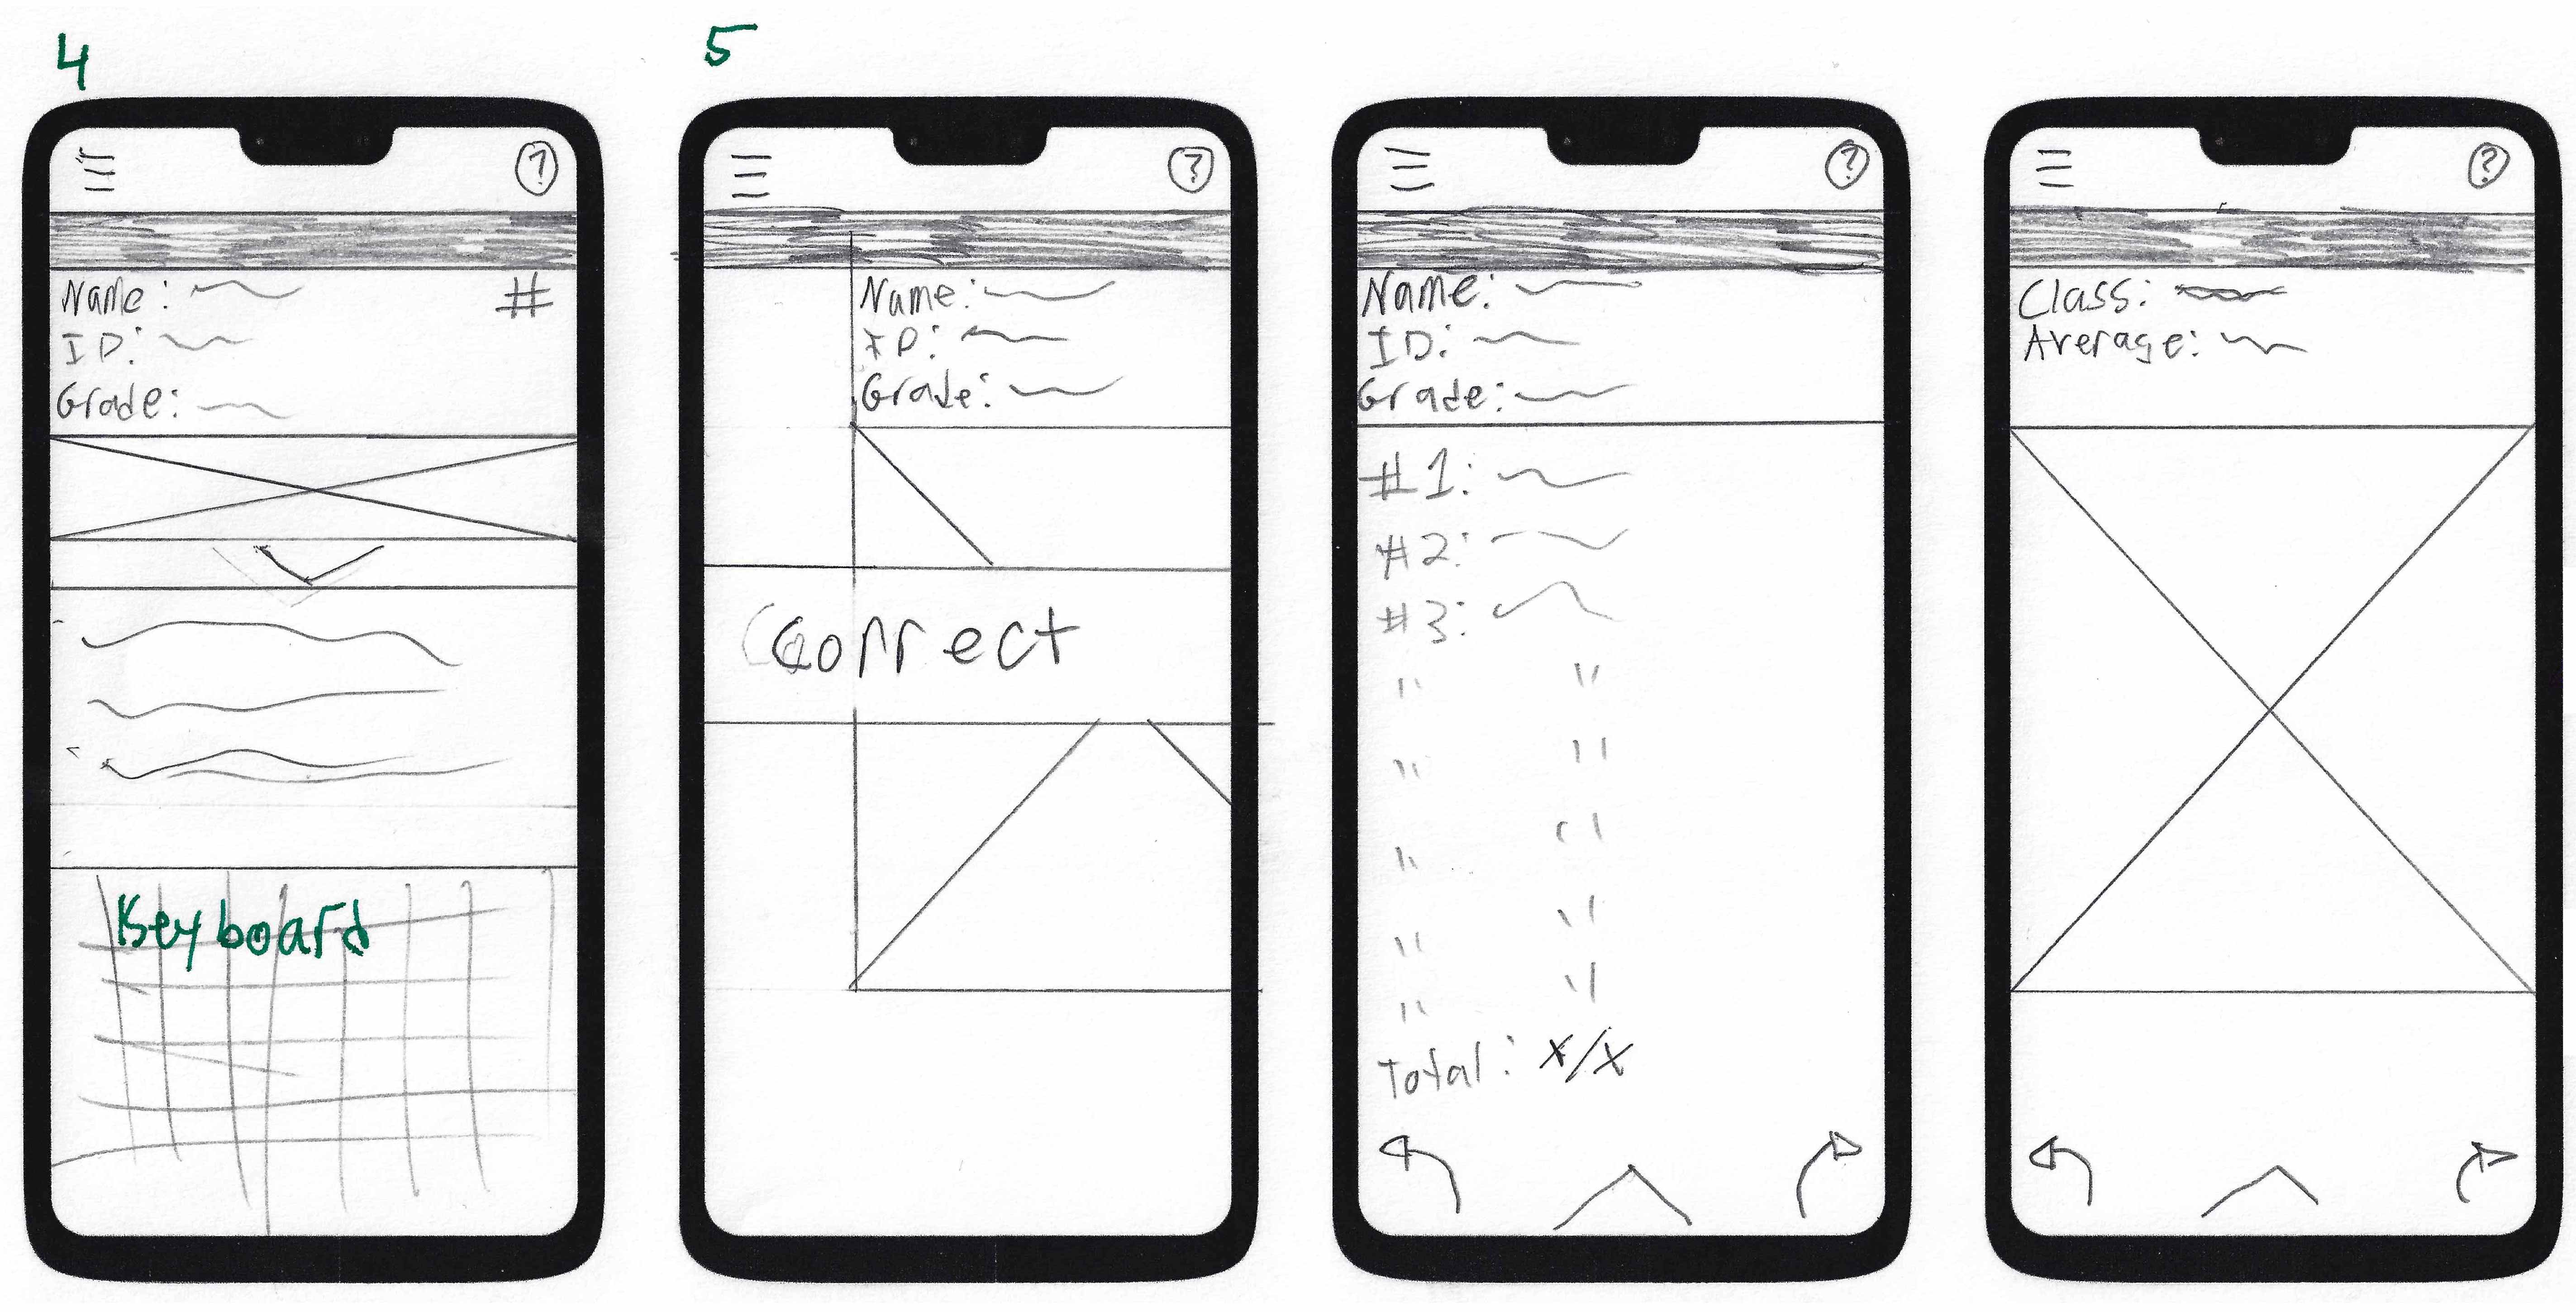 4
?
Name:
#
ID:
Grade:
Keyboard
5
?
Name:
ID:
Grade:
Correct
?
Name:
ID:
Grade:
#1:
#2:
#3:
" "
" "
" "
" "
" "
Total: x/x
?
Class:
Average: